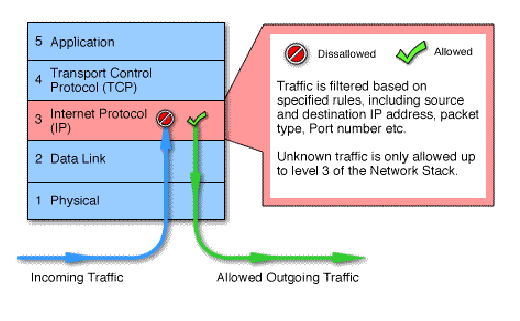 5 Application
4 Transport Control
Protocol (TCP)
3 Internet Protocol
(IP)
2 Data Link
1 Physical
Incoming Traffic
Allowed Outgoing Traffic
Dissallowed
Allowed
Traffic is filtered based on
specified rules, including source
and destination IP address, packet
type, Port number etc.
Unknown traffic is only allowed up
to level 3 of the Network Stack.